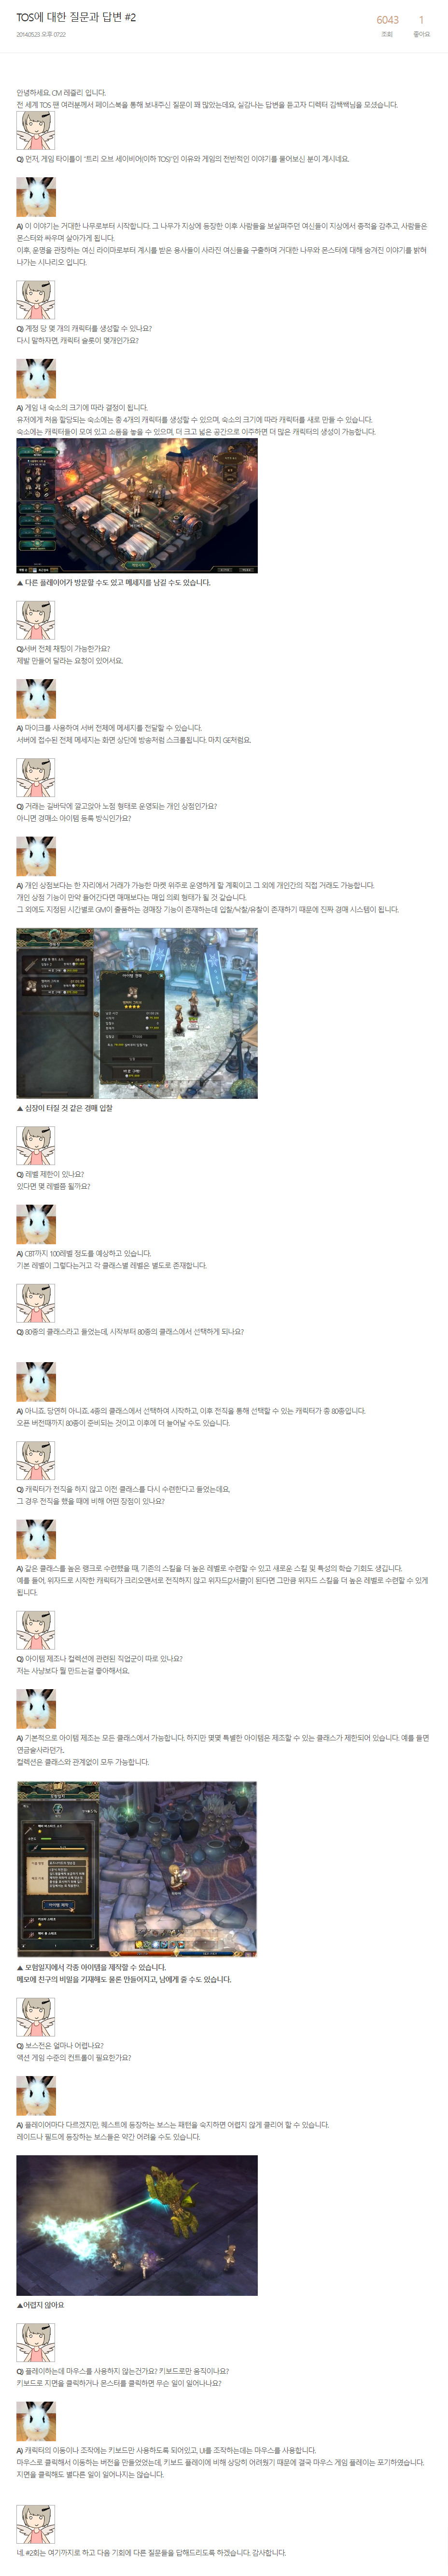 TOS에 대한 질문과 답변 #2
2014.05.23 오후 07:22
6043
조회
1
좋아요
안녕하세요. CM 레즐리 입니다.
전 세계 TOS 팬 여러분께서 페이스북을 통해 보내주신 질문이 꽤 많았는데요, 실감나는 답변을 듣고자 디렉터 김백백님을 모셨습니다.
Q) 먼저, 게임 타이틀이 "트리 오브 세이비어(이하 TOS)"인 이유와 게임의 전반적인 이야기를 물어보신 분이 계시네요.
A) 이 이야기는 거대한 나무로부터 시작합니다. 그 나무가 지상에 등장한 이후 사람들을 보살펴주던 여신들이 지상에서 종적을 감추고, 사람들은
몬스터와 싸우며 살아가게 됩니다.
이후, 운명을 관장하는 여신 라이마로부터 계시를 받은 용사들이 사라진 여신들을 구출하며 거대한 나무와 몬스터에 대해 숨겨진 이야기를 밝혀
나가는 시나리오 입니다.
Q) 계정 당 몇 개의 캐릭터를 생성할 수 있나요?
다시 말하자면, 캐릭터 슬롯이 몇개인가요?
A) 게임 내 숙소의 크기에 따라 결정이 됩니다.
유저에게 처음 할당되는 숙소에는 총 4개의 캐릭터를 생성할 수 있으며, 숙소의 크기에 따라 캐릭터를 새로 만들 수 있습니다.
숙소에는 캐릭터들이 모여 있고 소품을 놓을 수 있으며, 더 크고 넓은 공간으로 이주하면 더 많은 캐릭터의 생성이 가능합니다.
▲ 다른 플레이어가 방문할 수도 있고 메세지를 남길 수도 있습니다.
Q)서버 전체 채팅이 가능한가요?
제발 만들어 달라는 요청이 있어서요.
A) 마이크를 사용하여 서버 전체에 메세지를 전달할 수 있습니다.
서버에 접수된 전체 메세지는 화면 상단에 방송처럼 스크롤됩니다. 마치 GE처럼요.
Q) 거래는 길바닥에 깔고앉아 노점 형태로 운영되는 개인 상점인가요?
아니면 경매소 아이템 등록 방식인가요?
A) 개인 상점보다는 한 자리에서 거래가 가능한 마켓 위주로 운영하게 할 계획이고 그 외에 개인간의 직접 거래도 가능합니다.
개인 상점 기능이 만약 들어간다면 매매보다는 매입 의뢰 형태가 될 것 같습니다.
그 외에도 지정된 시간별로 GM이 출품하는 경매장 기능이 존재하는데 입찰/낙찰/유찰이 존재하기 때문에 진짜 경매 시스템이 됩니다.
▲ 심장이 터질 것 같은 경매 입찰
Q) 레벨 제한이 있나요?
있다면 몇 레벨쯤 될까요?
A) CBT까지 100레벨 정도를 예상하고 있습니다.
기본 레벨이 그렇다는거고 각 클래스별 레벨은 별도로 존재합니다.
Q) 80종의 클래스라고 들었는데, 시작부터 80종의 클래스에서 선택하게 되나요?
A) 아니죠. 당연히 아니죠. 4종의 클래스에서 선택하여 시작하고, 이후 전직을 통해 선택할 수 있는 캐릭터가 총 80종입니다.
오픈 버전때까지 80종이 준비되는 것이고 이후에 더 늘어날 수도 있습니다.
Q) 캐릭터가 전직을 하지 않고 이전 클래스를 다시 수련한다고 들었는데요,
그 경우 전직을 했을 때에 비해 어떤 장점이 있나요?
A) 같은 클래스를 높은 랭크로 수련했을 때, 기존의 스킬을 더 높은 레벨로 수련할 수 있고 새로운 스킬 및 특성의 학습 기회도 생깁니다.
예를 들어, 위자드로 시작한 캐릭터가 크리오맨서로 전직하지 않고 위자드[2서클]이 된다면 그만큼 위자드 스킬을 더 높은 레벨로 수련할 수 있게
됩니다.
Q) 아이템 제조나 컬렉션에 관련된 직업군이 따로 있나요?
저는 사냥보다 뭘 만드는걸 좋아해서요.
A) 기본적으로 아이템 제조는 모든 클래스에서 가능합니다. 하지만 몇몇 특별한 아이템은 제조할 수 있는 클래스가 제한되어 있습니다. 예를 들면
연금술사라던가..
컬렉션은 클래스와 관계없이 모두 가능합니다.
▲ 모험일지에서 각종 아이템을 제작할 수 있습니다.
메모에 친구의 비밀을 기재해도 물론 만들어지고, 남에게 줄 수도 있습니다.
Q) 보스전은 얼마나 어렵나요?
액션 게임 수준의 컨트롤이 필요한가요?
A) 플레이어마다 다르겠지만, 퀘스트에 등장하는 보스는 패턴을 숙지하면 어렵지 않게 클리어 할 수 있습니다.
레이드나 필드에 등장하는 보스들은 약간 어려울 수도 있습니다.
▲어렵지 않아요
Q) 플레이하는데 마우스를 사용하지 않는건가요? 키보드로만 움직이나요?
키보드로 지면을 클릭하거나 몬스터를 클릭하면 무슨 일이 일어나나요?
A) 캐릭터의 이동이나 조작에는 키보드만 사용하도록 되어있고, UI를 조작하는데는 마우스를 사용합니다.
마우스로 클릭해서 이동하는 버전을 만들었었는데, 키보드 플레이에 비해 상당히 어려웠기 때문에 결국 마우스 게임 플레이는 포기하였습니다.
지면을 클릭해도 별다른 일이 일어나지는 않습니다.
네, #2회는 여기까지로 하고 다음 기회에 다른 질문들을 답해드리도록 하겠습니다. 감사합니다.